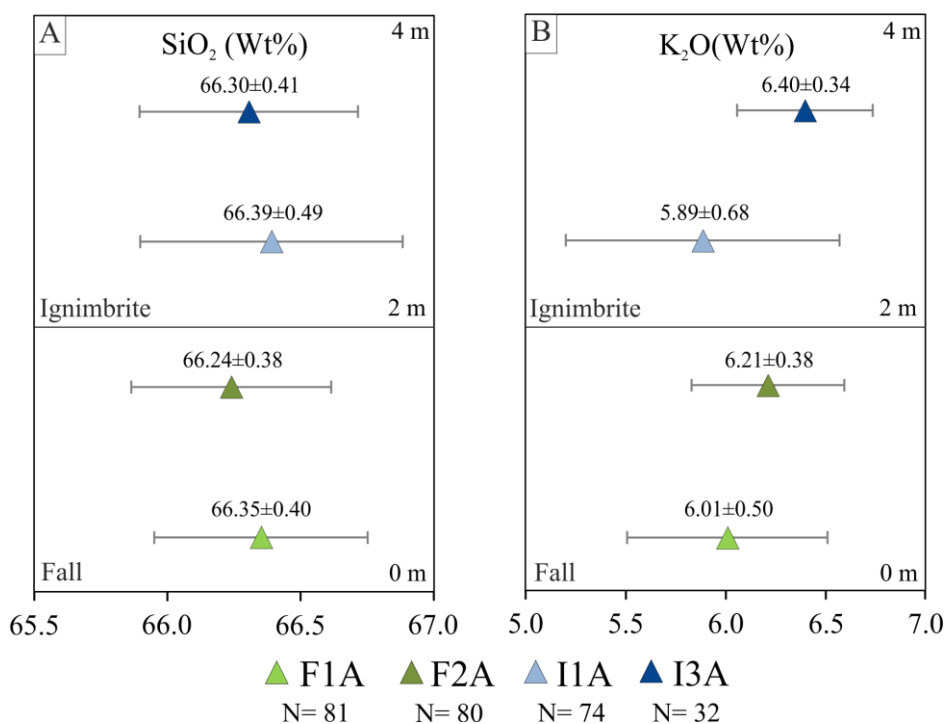 A
SiO₂ (Wt%)
4 m
66.30±0.41
66.39±0.49
Ignimbrite
2 m
66.24±0.38
66.35±0.40
Fall
0 m
65.5 66.0 66.5 67.0
B
K₂O(Wt%)
4 m
6.40±0.34
5.89±0.68
Ignimbrite
2 m
6.21±0.38
6.01±0.50
Fall
0 m
5.0 5.5 6.0 6.5 7.0
F1A F2A I1A I3A
N= 81 N= 80 N= 74 N= 32